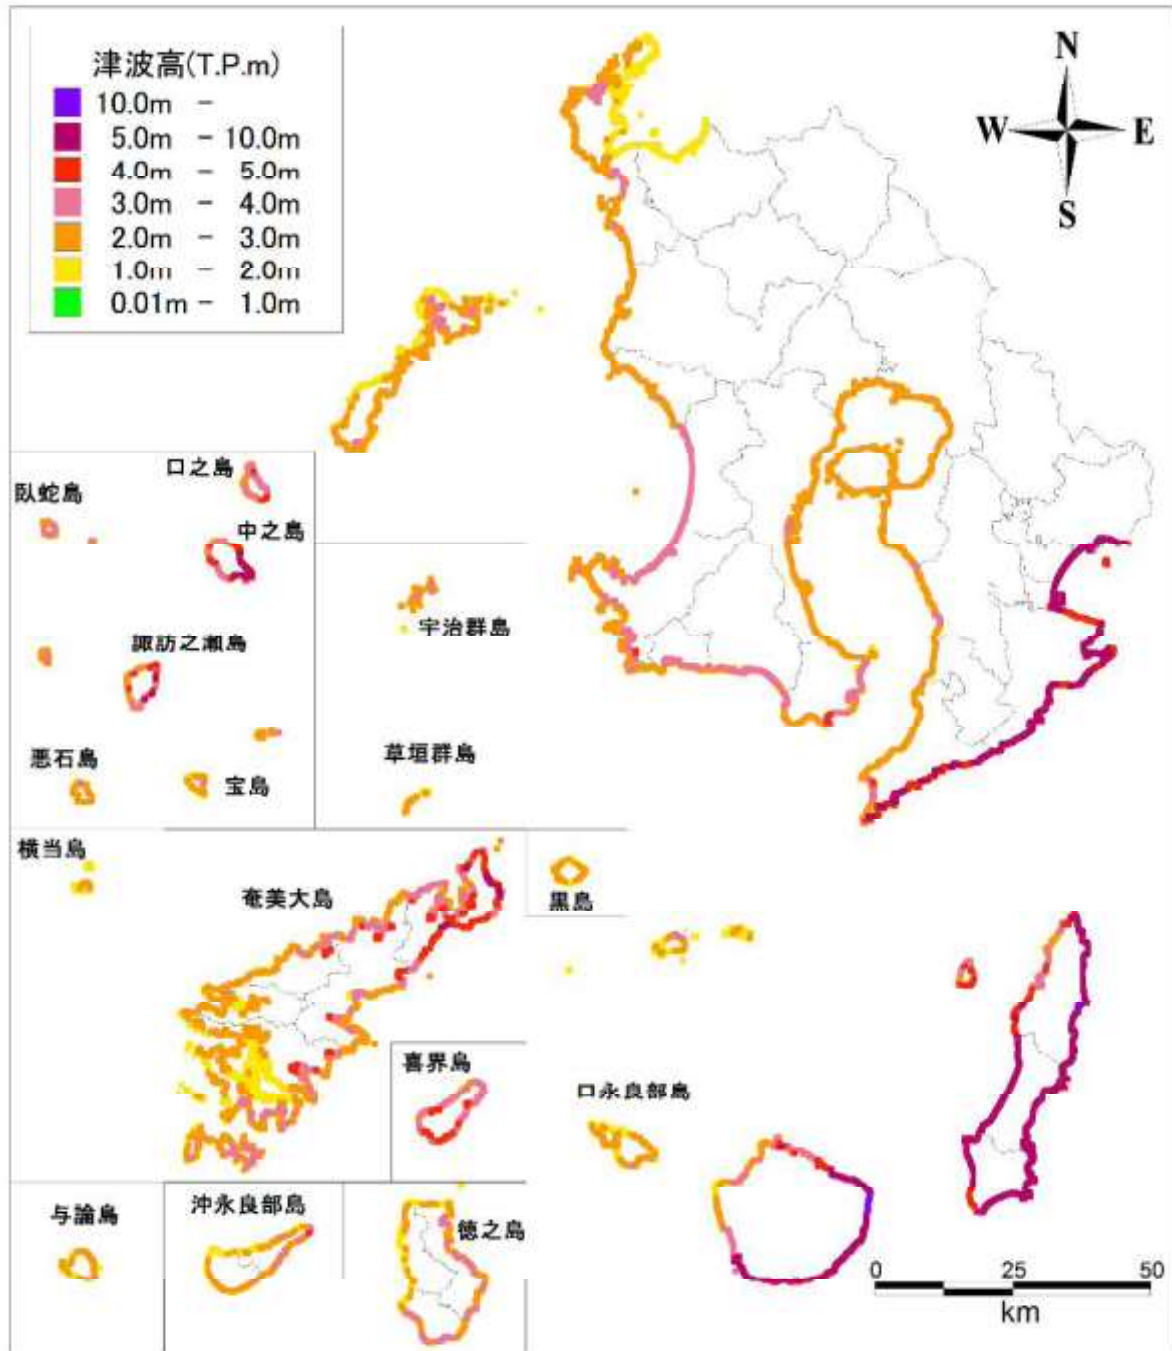 津波高(T.P.m)
10.0m -
5.0m - 10.0m
4.0m - 5.0m
3.0m - 4.0m
2.0m - 3.0m
1.0m - 2.0m
0.01m - 1.0m
N
W E
S
口之島
臥蛇島
中之島
宇治群島
諏訪之瀬島
草垣群島
悪石島
宝島
横当島
奄美大島
黒島
喜界島
口永良部島
与論島
沖永良部島
徳之島
0 25 50
km